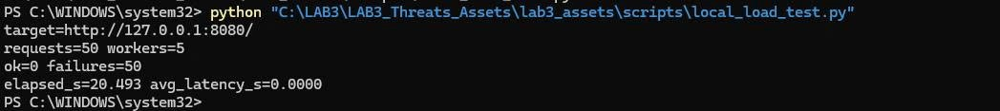 PS C:\WINDOWS\system32> python "C:\LAB3\LAB3_Threats_Assets\lab3_assets\scripts\local_load_test.py"
target=http://127.0.0.1:8080/
requests=50 workers=5
ok=0 failures=50
elapsed_s=20.493 avg_latency_s=0.0000
PS C:\WINDOWS\system32>